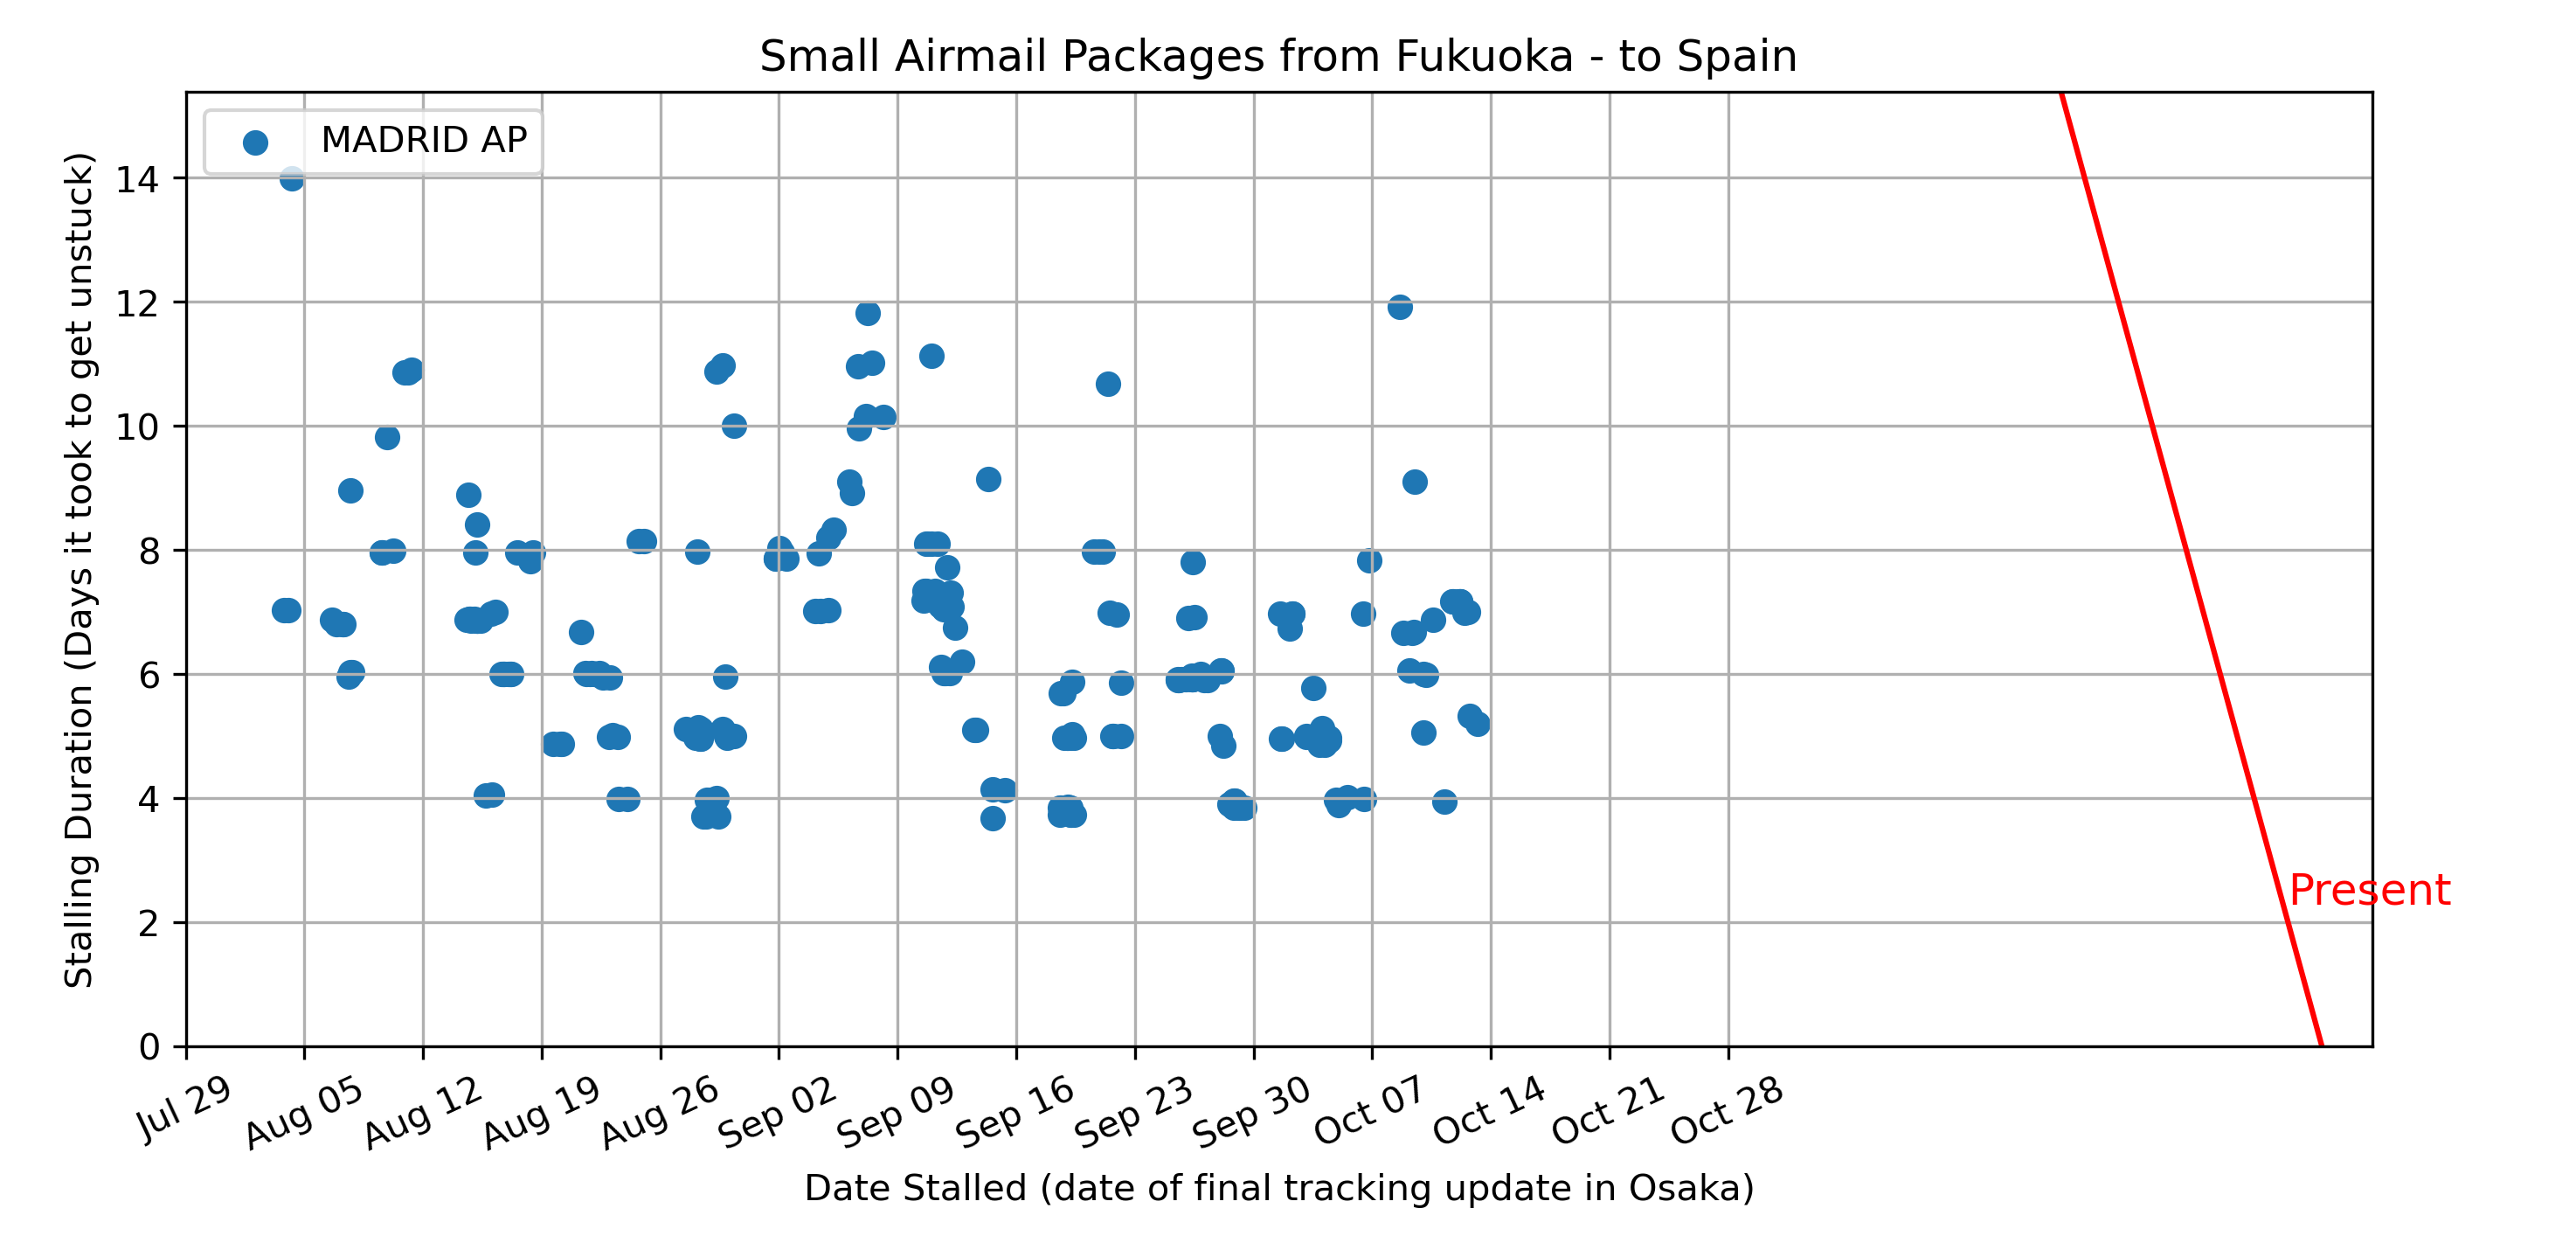 Small Airmail Packages from Fukuoka - to Spain
MADRID AP
Stalling Duration (Days it took to get unstuck)
14
12
10
8
6
4
2
0
Present
Jul 29
Aug 05
Aug 12
Aug 19
Aug 26
Sep 02
Sep 09
Sep 16
Sep 23
Sep 30
Oct 07
Oct 14
Oct 21
Oct 28
Date Stalled (date of final tracking update in Osaka)